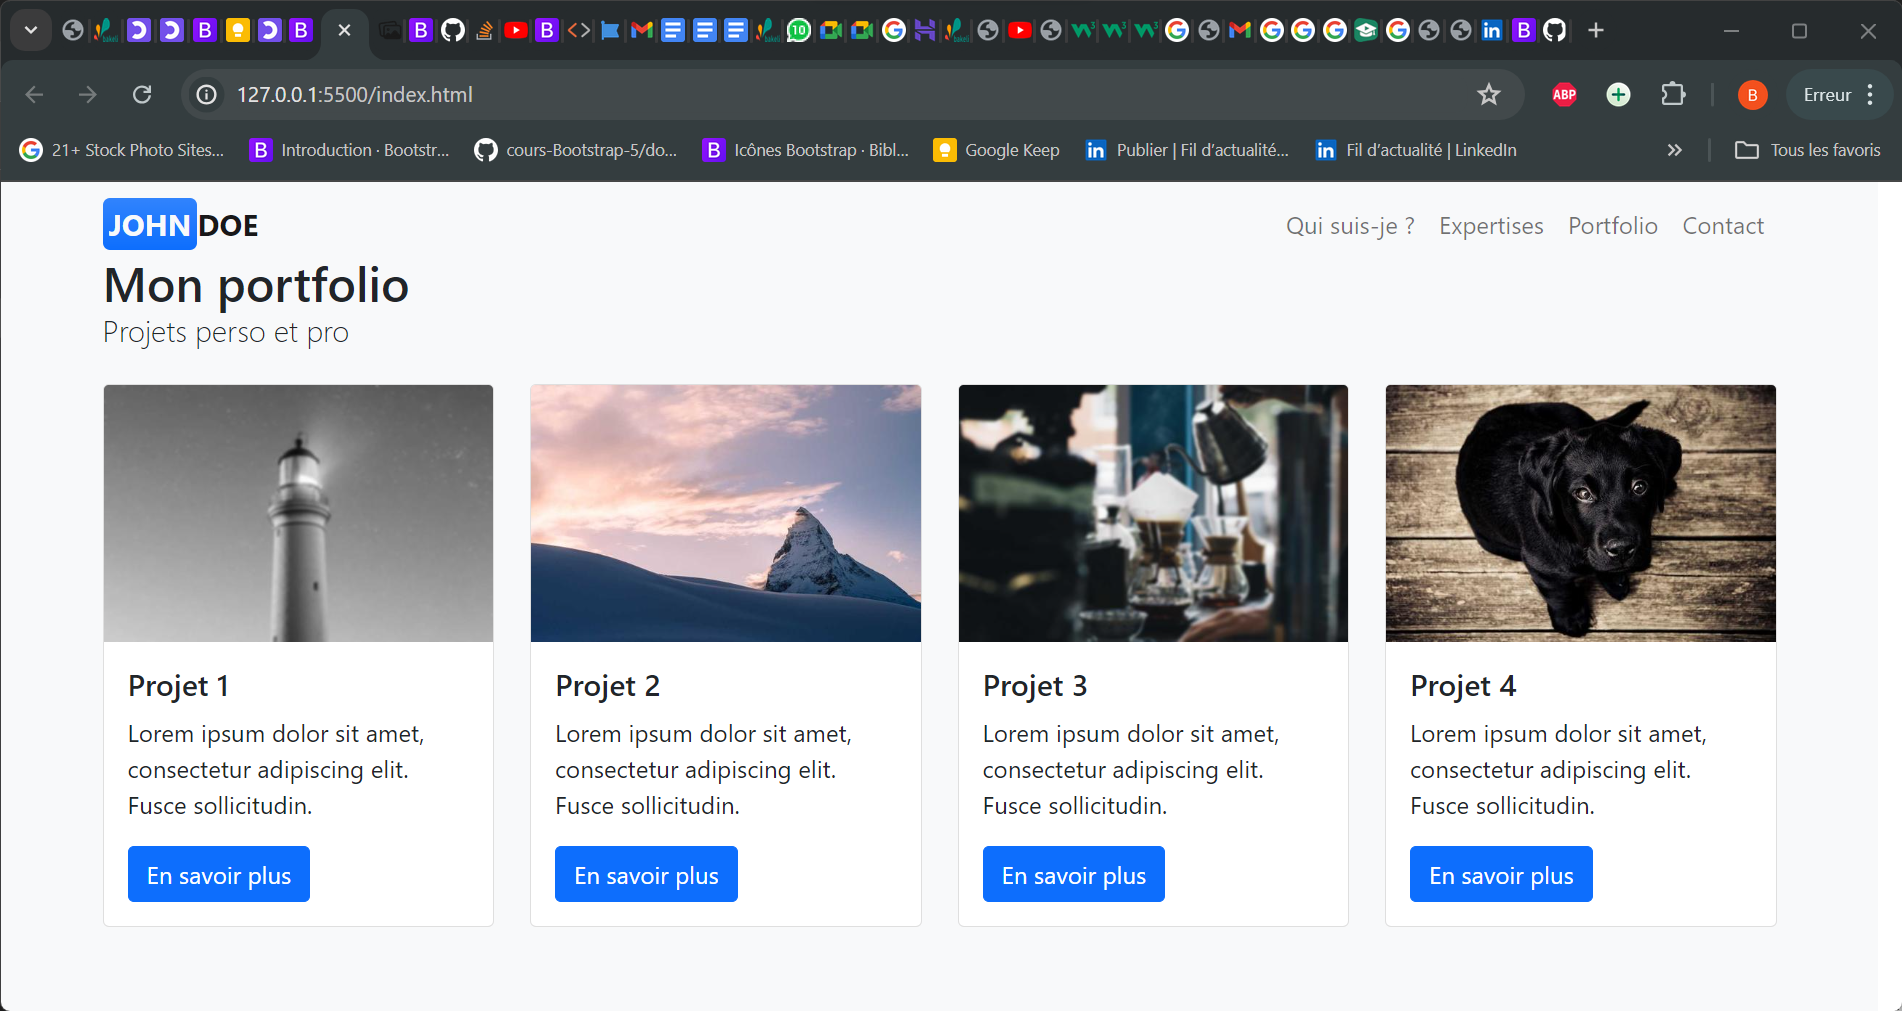 127.0.0.1:5500/index.html
ABP
B
Erreur
21+ Stock Photo Sites...
Introduction · Bootstr...
cours-Bootstrap-5/do...
Icônes Bootstrap · Bibl...
Google Keep
Publier | Fil d’actualité...
Fil d’actualité | LinkedIn
Tous les favoris
JOHN DOE
Qui suis-je ?
Expertises
Portfolio
Contact
Mon portfolio
Projets perso et pro
Projet 1
Lorem ipsum dolor sit amet,
consectetur adipiscing elit.
Fusce sollicitudin.
En savoir plus
Projet 2
Lorem ipsum dolor sit amet,
consectetur adipiscing elit.
Fusce sollicitudin.
En savoir plus
Projet 3
Lorem ipsum dolor sit amet,
consectetur adipiscing elit.
Fusce sollicitudin.
En savoir plus
Projet 4
Lorem ipsum dolor sit amet,
consectetur adipiscing elit.
Fusce sollicitudin.
En savoir plus